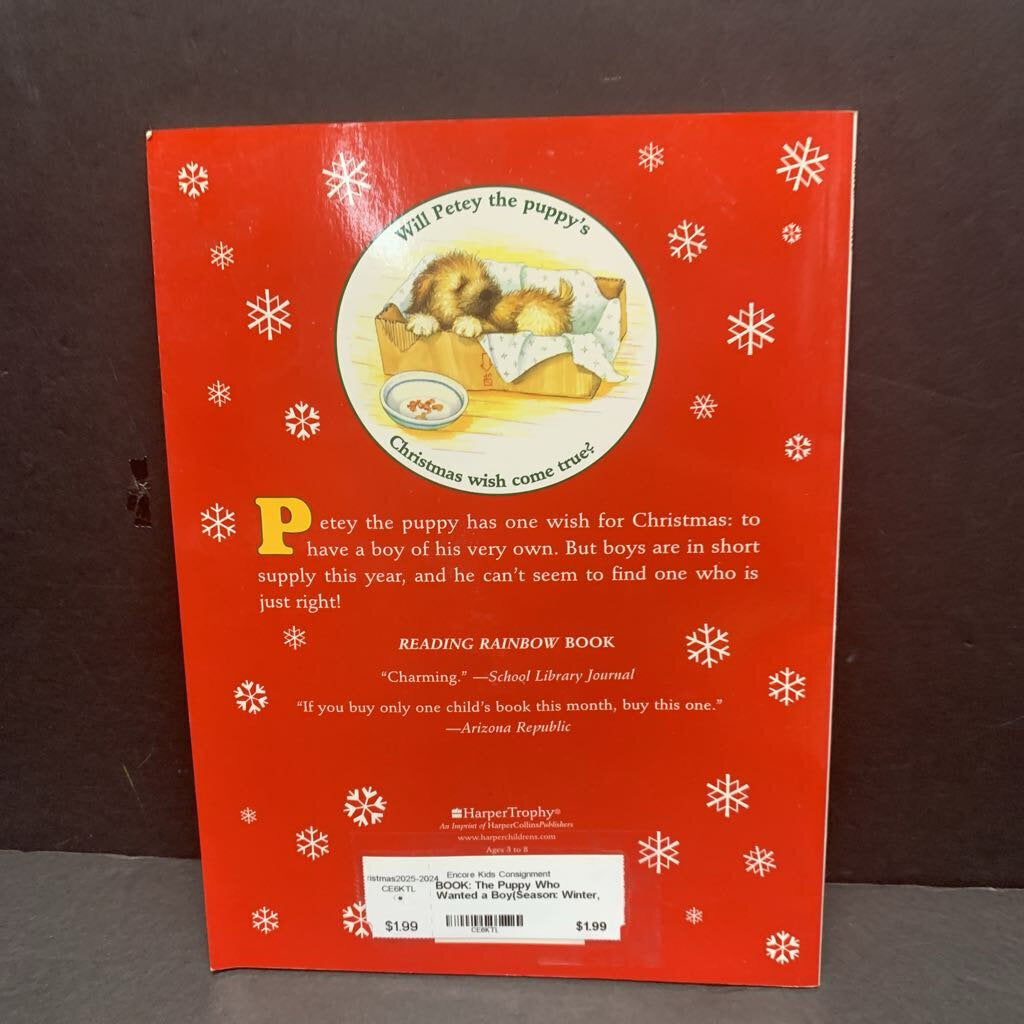 Will Petey the puppy's
Christmas wish come true?
Petey the puppy has one wish for Christmas: to
have a boy of his very own. But boys are in short
supply this year, and he can't seem to find one who is
just right!
READING RAINBOW BOOK
“Charming.” —School Library Journal
“If you buy only one child's book this month, buy this one.”
—Arizona Republic
HarperTrophy®
An Imprint of HarperCollinsPublishers
www.harperchildrens.com
Ages 3 to 8
ristmas2025-2024
CE6KTL
$1.99
Encore Kids Consignment
BOOK: The Puppy Who
Wanted a Boy(Season: Winter,
CE6KTL
$1.99